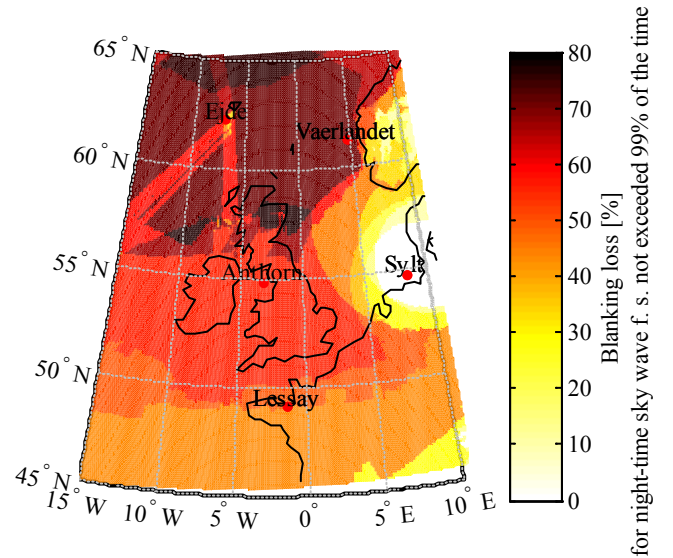 65° N
60° N
55° N
50° N
45° N
15° W
10° W
5° W
0°
5° E
10° E
Ejde
Vaerlandet
Sylt
Anthorn
Lessay
80
70
60
50
40
30
20
10
0
Blanking loss [%]
for night-time sky wave f. s. not exceeded 99% of the time